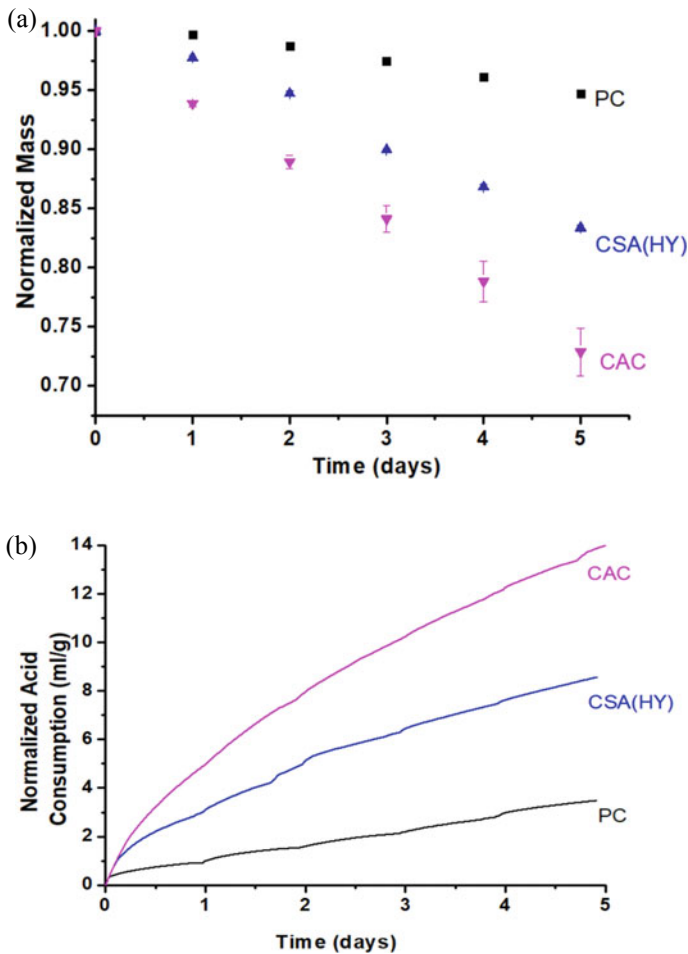 (a)
1.00
0.95
0.90
0.85
0.80
0.75
0.70
Normalized Mass
PC
CSA(HY)
CAC
0 1 2 3 4 5
Time (days)
(b)
14
12
10
8
6
4
2
0
Normalized Acid
Consumption (ml/g)
CAC
CSA(HY)
PC
0 1 2 3 4 5
Time (days)